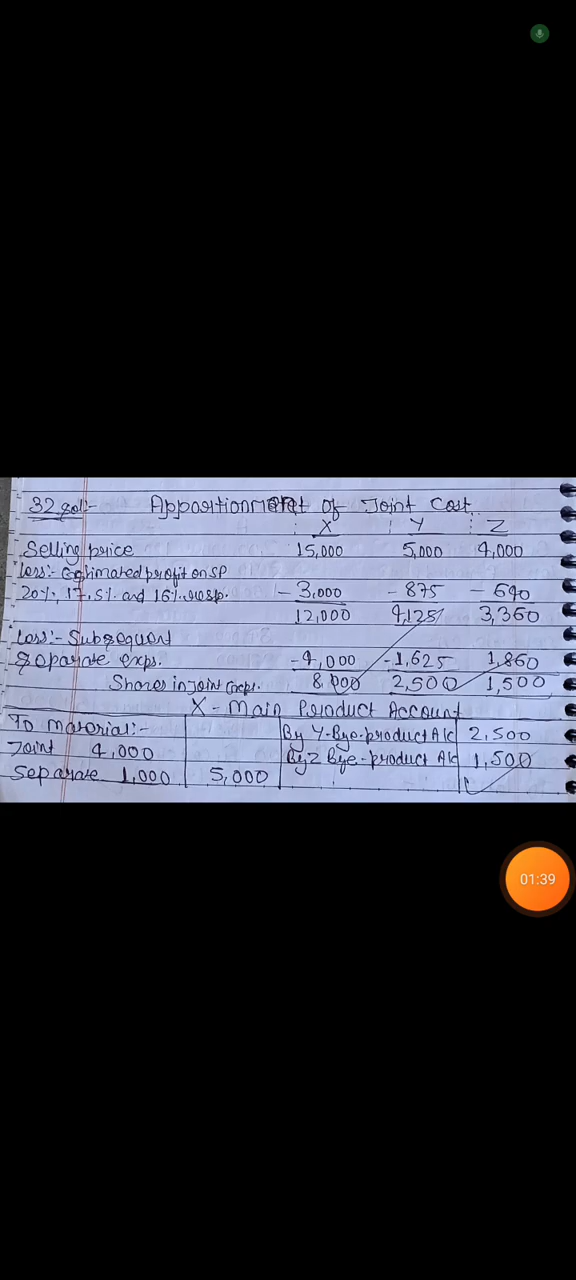 32 sol:- Apportionment of Joint Cost.
X Y Z
Selling price 15,000 5,000 4,000
Less:- Estimated profit on SP
20%, 17.5% and 16% resp. - 3,000 - 875 - 640
12,000 4,125 3,360
Less:- Subsequent
Separate exps. -4,000 -1,625 1,860
Shares in Joint Exps. 8,000 2,500 1,500
X - Main Product Account
To Material:- By Y-Bye-product A/c 2,500
Joint 4,000 By Z Bye-product A/c 1,500
Separate 1,000 5,000
01:39